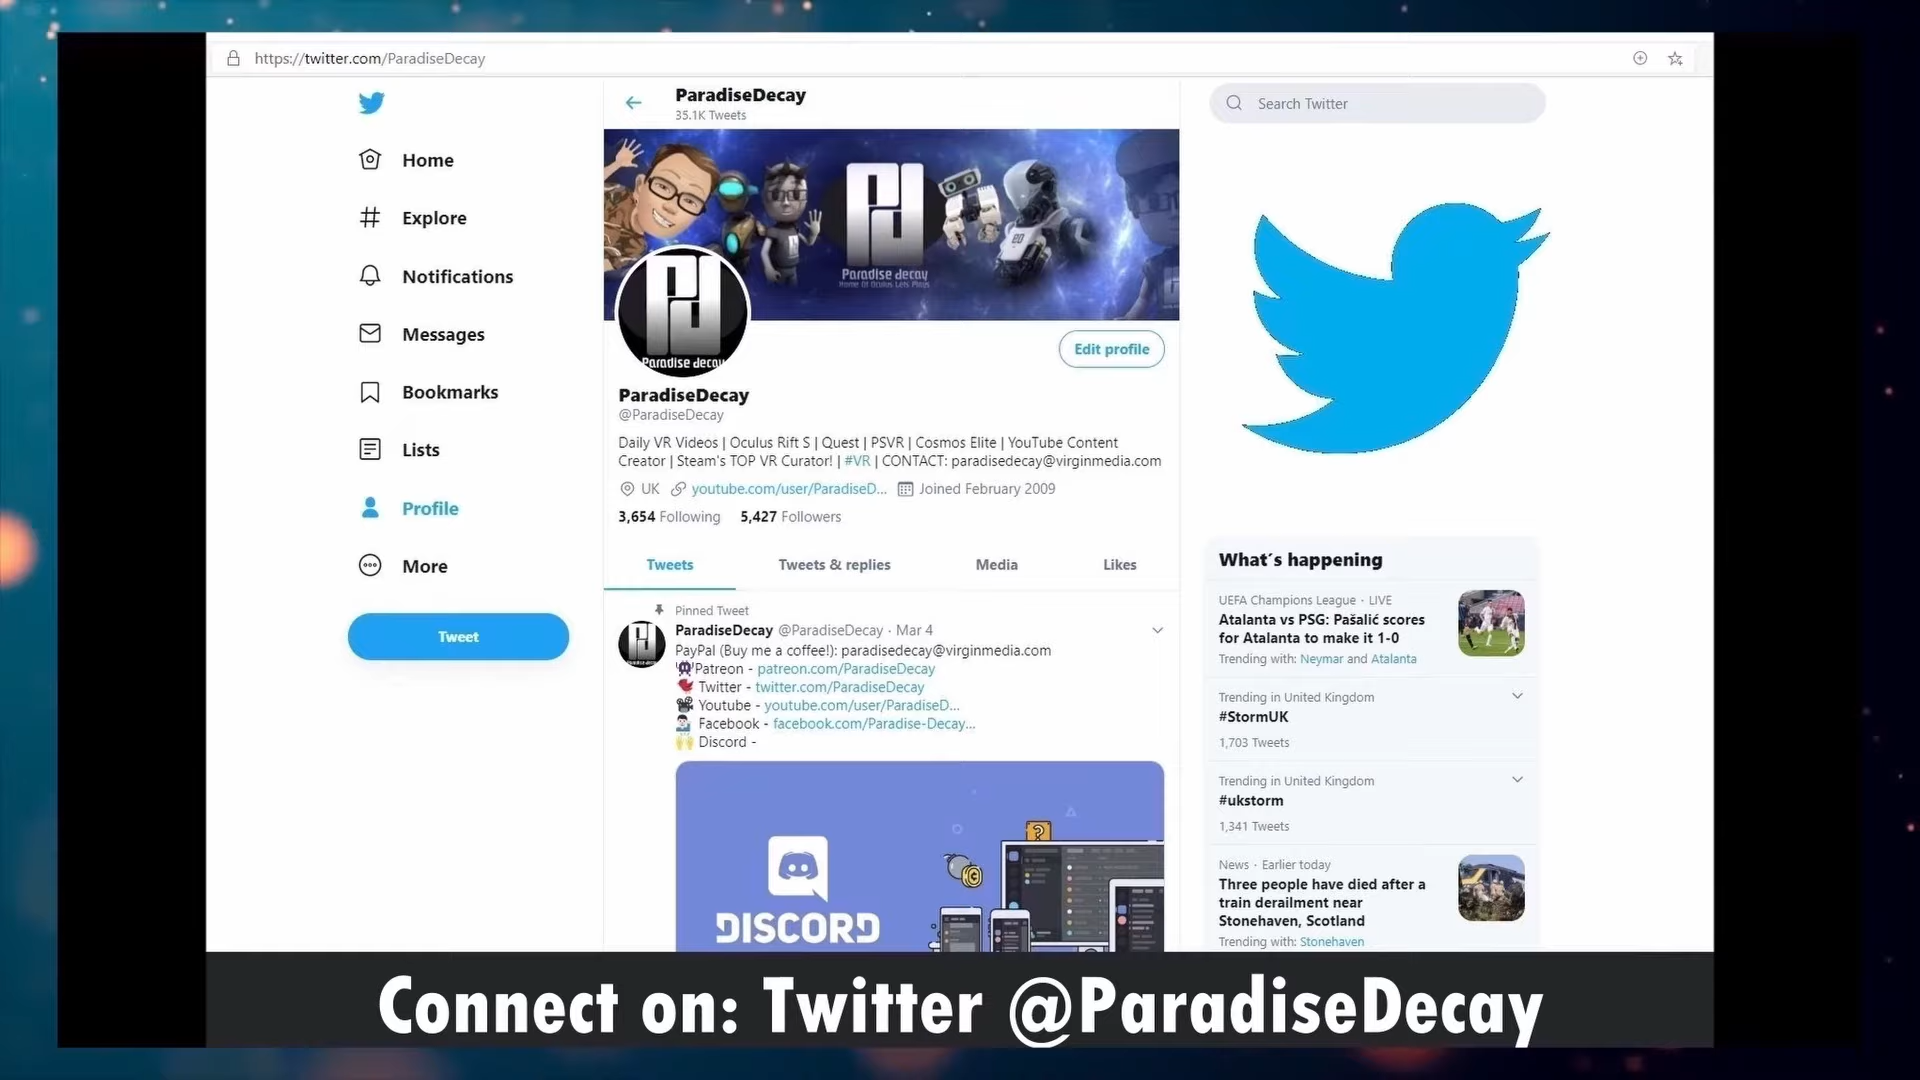 https://twitter.com/ParadiseDecay
Home
Explore
Notifications
Messages
Bookmarks
Lists
Profile
More
Tweet
ParadiseDecay
35.1K Tweets
Paradise decay
Home Of Oculus Lets Plays
Paradise decay
Edit profile
ParadiseDecay
@ParadiseDecay
Daily VR Videos | Oculus Rift S | Quest | PSVR | Cosmos Elite | YouTube Content
Creator | Steam's TOP VR Curator! | #VR | CONTACT: paradisedecay@virginmedia.com
UK youtube.com/user/ParadiseD... Joined February 2009
3,654 Following 5,427 Followers
Tweets Tweets & replies Media Likes
Pinned Tweet
ParadiseDecay @ParadiseDecay · Mar 4
PayPal (Buy me a coffee!): paradisedecay@virginmedia.com
Patreon - patreon.com/ParadiseDecay
Twitter - twitter.com/ParadiseDecay
Youtube - youtube.com/user/ParadiseD...
Facebook - facebook.com/Paradise-Decay...
Discord -
DISCORD
Search Twitter
What´s happening
UEFA Champions League · LIVE
Atalanta vs PSG: Pašalić scores
for Atalanta to make it 1-0
Trending with: Neymar and Atalanta
Trending in United Kingdom
#StormUK
1,703 Tweets
Trending in United Kingdom
#ukstorm
1,341 Tweets
News · Earlier today
Three people have died after a
train derailment near
Stonehaven, Scotland
Trending with: Stonehaven
Connect on: Twitter @ParadiseDecay